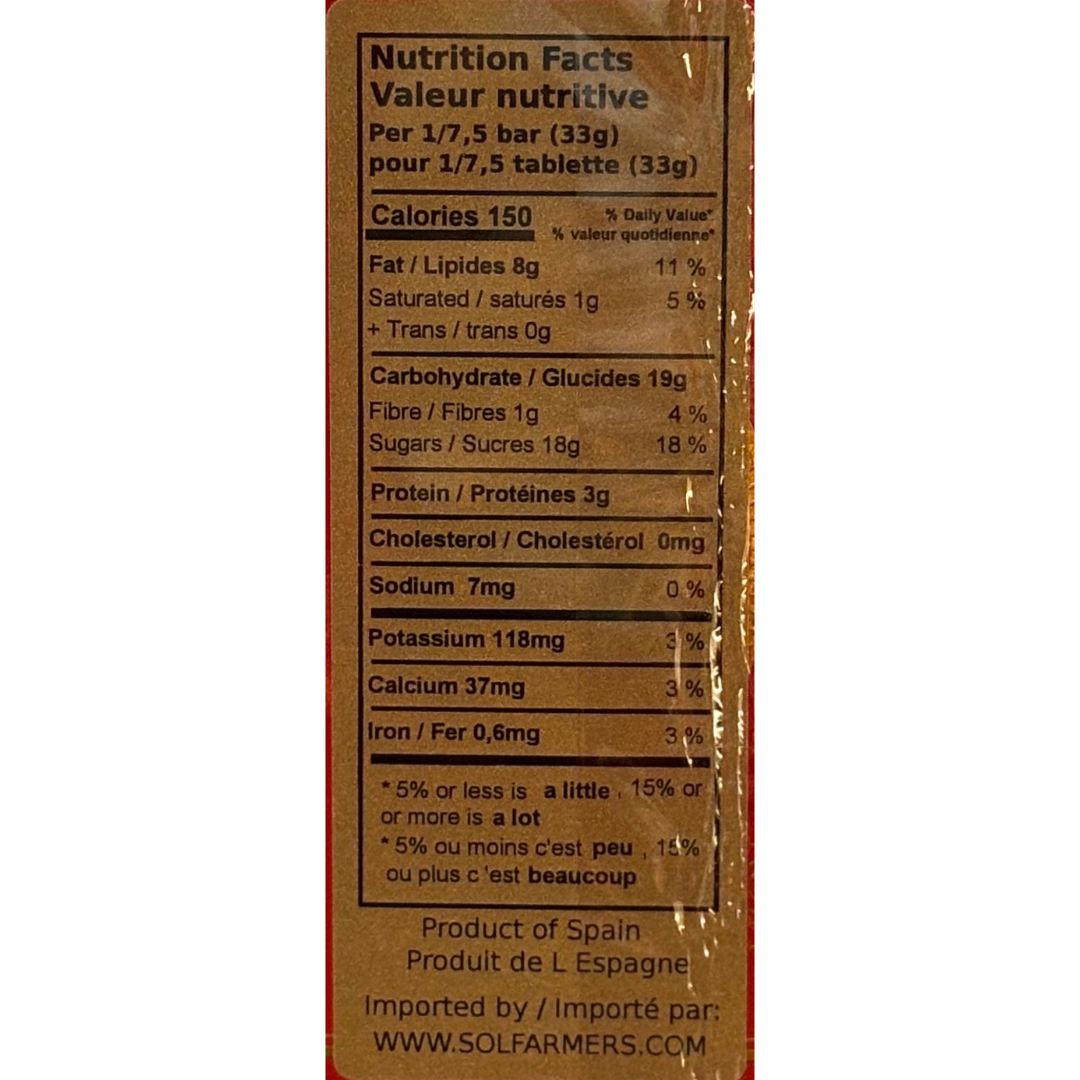 Nutrition Facts
Valeur nutritive
Per 1/7,5 bar (33g)
pour 1/7,5 tablette (33g)
Calories 150 % Daily Value*
% valeur quotidienne*
Fat / Lipides 8g 11 %
Saturated / saturés 1g 5 %
+ Trans / trans 0g
Carbohydrate / Glucides 19g
Fibre / Fibres 1g 4 %
Sugars / Sucres 18g 18 %
Protein / Protéines 3g
Cholesterol / Cholestérol 0mg
Sodium 7mg 0 %
Potassium 118mg 3 %
Calcium 37mg 3 %
Iron / Fer 0,6mg 3 %
* 5% or less is a little , 15% or
or more is a lot
* 5% ou moins c'est peu , 15%
ou plus c 'est beaucoup
Product of Spain
Produit de L Espagne
Imported by / Importé par:
WWW.SOLFARMERS.COM